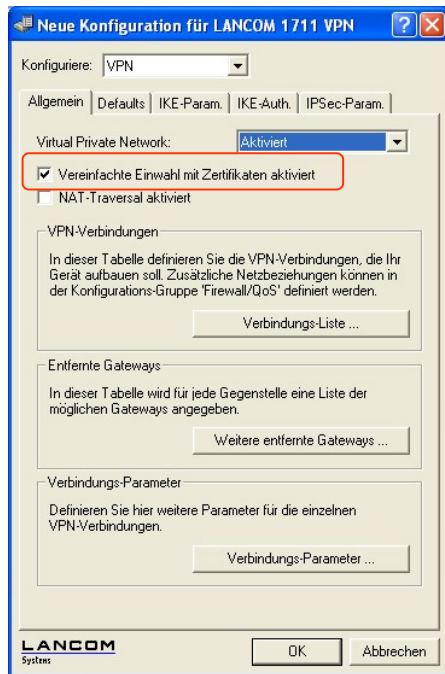 Neue Konfiguration für LANCOM 1711 VPN
Konfiguriere: VPN
Allgemein Defaults IKE-Param. IKE-Auth. IPSec-Param.
Virtual Private Network: Aktiviert
Vereinfachte Einwahl mit Zertifikaten aktiviert
NAT-Traversal aktiviert
VPN-Verbindungen
In dieser Tabelle definieren Sie die VPN-Verbindungen, die Ihr
Gerät aufbauen soll. Zusätzliche Netzbeziehungen können in
der Konfigurations-Gruppe 'Firewall/QoS' definiert werden.
Verbindungs-Liste ...
Entfernte Gateways
In dieser Tabelle wird für jede Gegenstelle eine Liste der
möglichen Gateways angegeben.
Weitere entfernte Gateways ...
Verbindungs-Parameter
Definieren Sie hier weitere Parameter für die einzelnen
VPN-Verbindungen.
Verbindungs-Parameter ...
LANCOM
Systems
OK Abbrechen